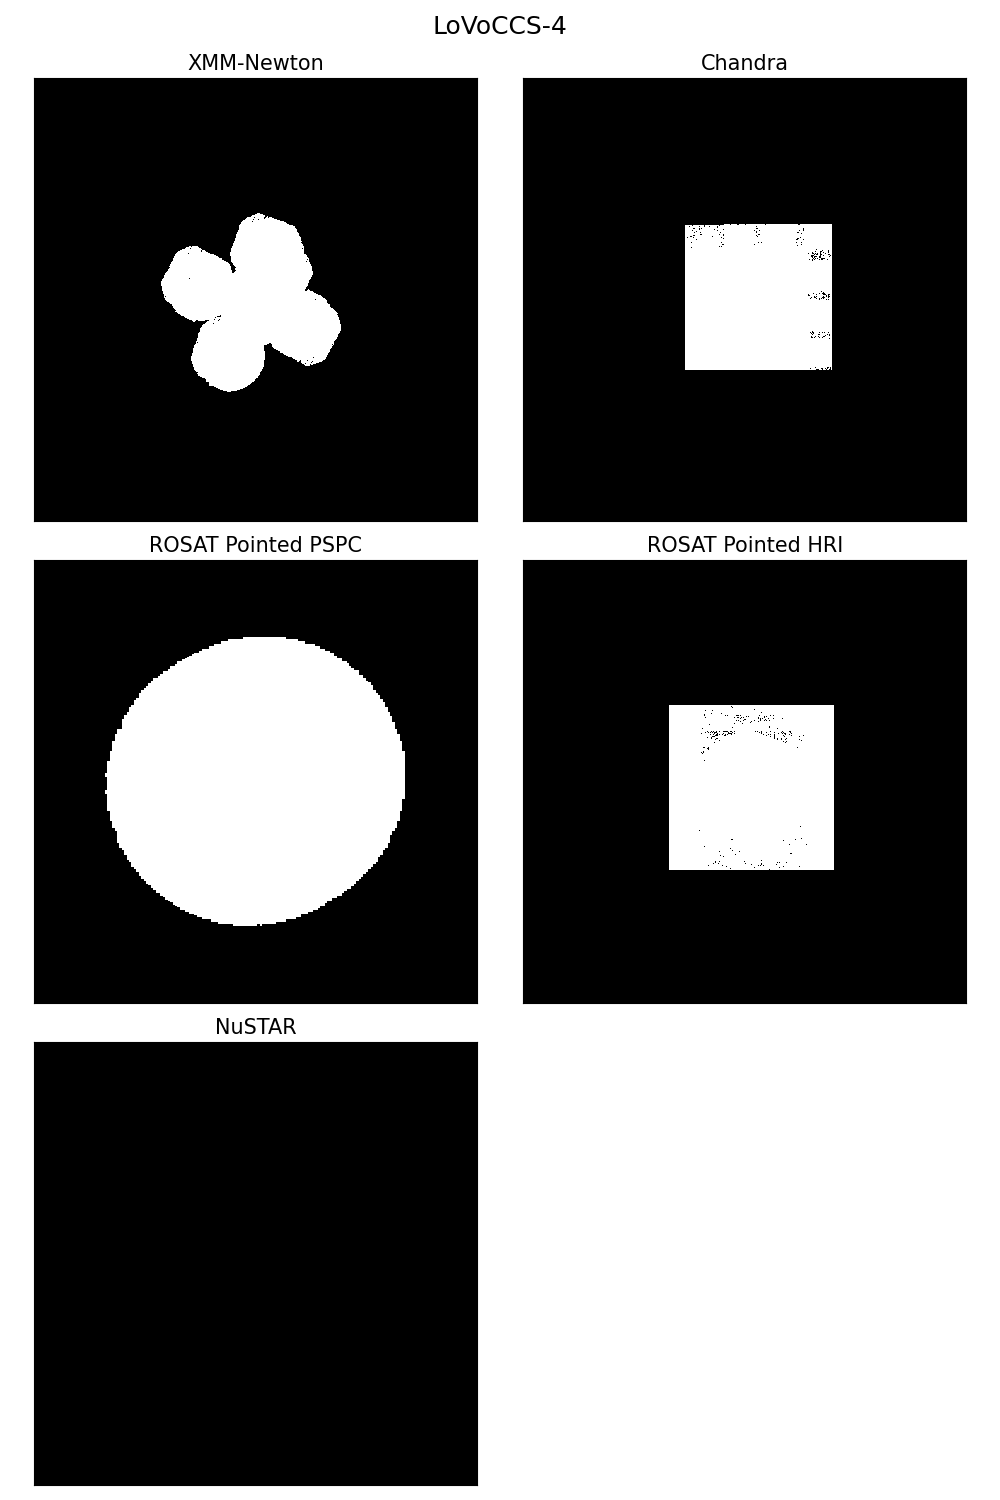 LoVoCCS-4
XMM-Newton
Chandra
ROSAT Pointed PSPC
ROSAT Pointed HRI
NuSTAR